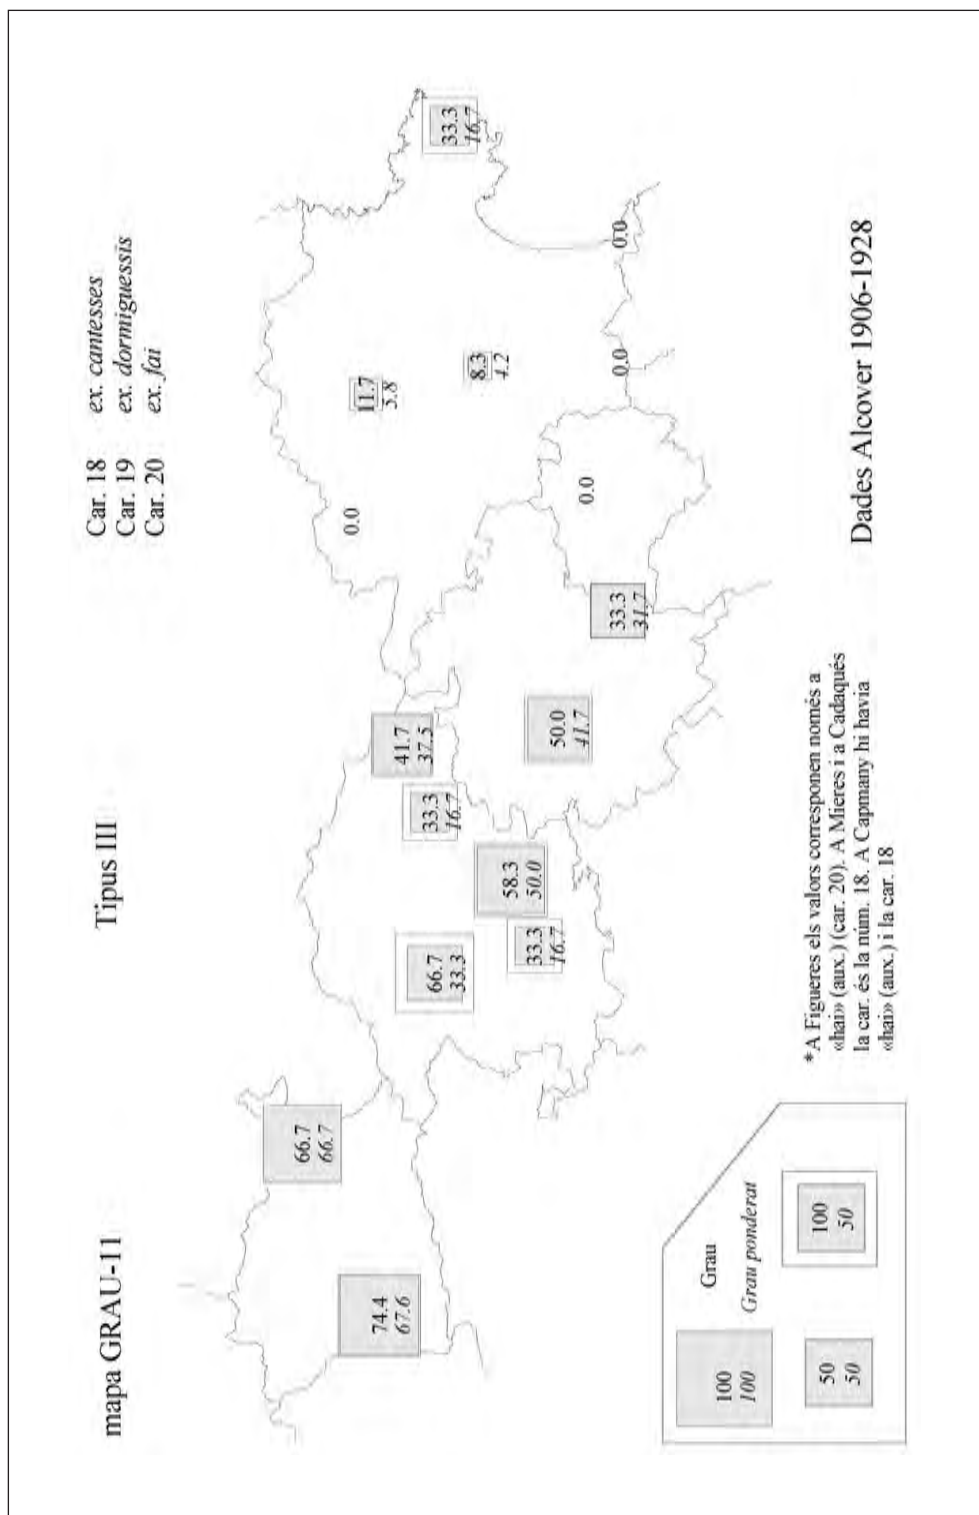 mapa GRAU-11
Tipus III
Car. 18 ex. cantesses
Car. 19 ex. dormiguessis
Car. 20 ex. fai
74.4
67.6
66.7
66.7
66.7
33.3
33.3
16.7
58.3
50.0
33.3
16.7
41.7
37.5
50.0
41.7
33.3
31.7
0.0
0.0
11.7
5.8
8.3
4.2
0.0
0.0
33.3
16.7
100
100
Grau
Grau ponderat
50
50
100
50
*A Figueres els valors corresponen només a
«hai» (aux.) (car. 20). A Mieres i a Cadaqués
la car. és la núm. 18. A Capmany hi havia
«hai» (aux.) i la car. 18
Dades Alcover 1906-1928